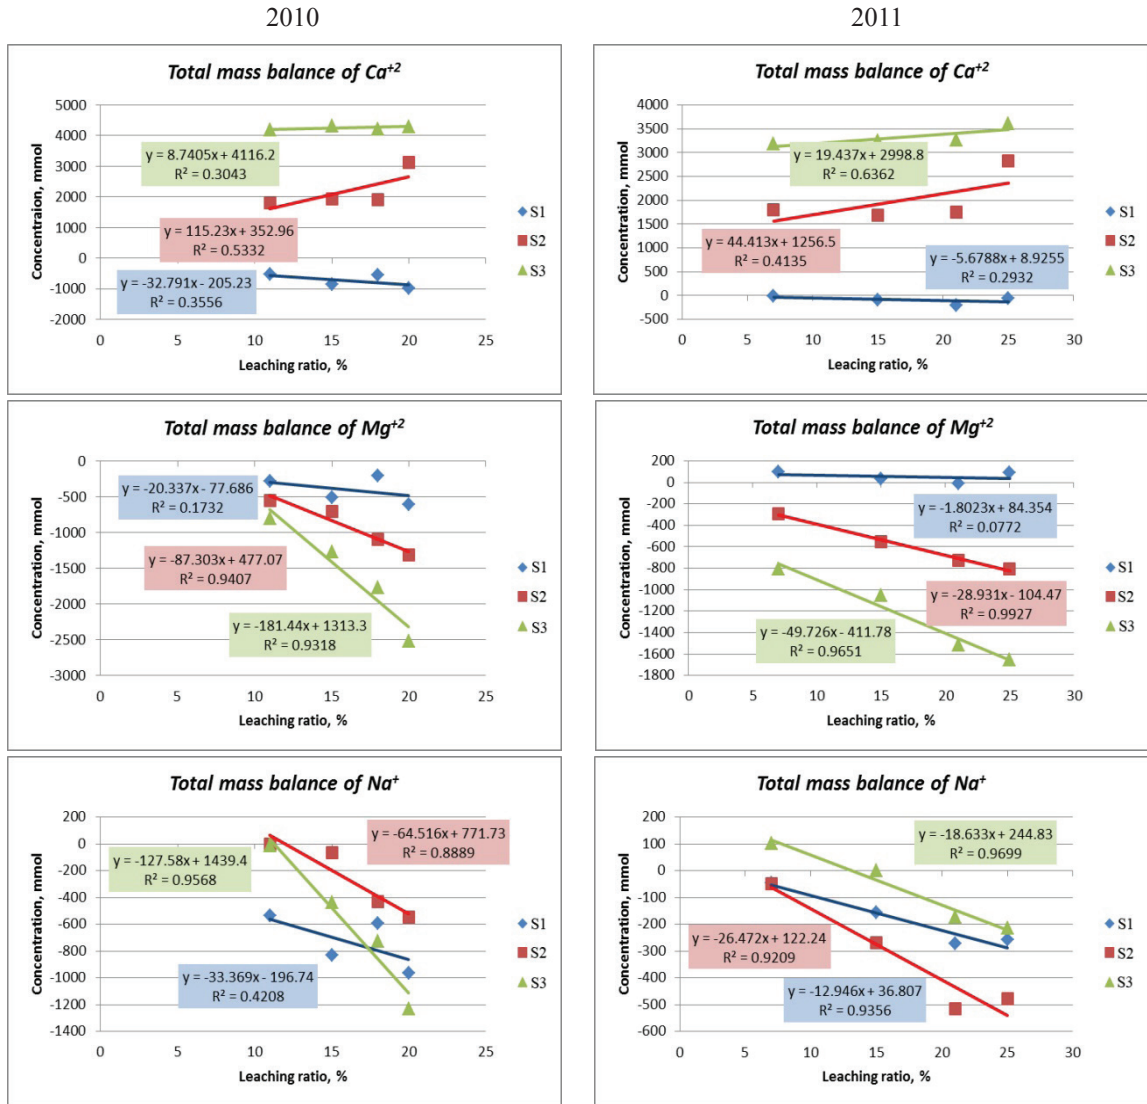 2010
2011
Total mass balance of Ca+2
Concentraion, mmol
5000
4000
3000
2000
1000
0
-1000
-2000
y = 8.7405x + 4116.2
R² = 0.3043
y = 115.23x + 352.96
R² = 0.5332
y = -32.791x - 205.23
R² = 0.3556
0 5 10 15 20 25
Leaching ratio, %
S1
S2
S3
Total mass balance of Ca+2
Concentration, mmol
4000
3500
3000
2500
2000
1500
1000
500
0
-500
y = 19.437x + 2998.8
R² = 0.6362
y = 44.413x + 1256.5
R² = 0.4135
y = -5.6788x + 8.9255
R² = 0.2932
0 5 10 15 20 25 30
Leacing ratio, %
S1
S2
S3
Total mass balance of Mg+2
Concentration, mmol
0
-500
-1000
-1500
-2000
-2500
-3000
y = -20.337x - 77.686
R² = 0.1732
y = -87.303x + 477.07
R² = 0.9407
y = -181.44x + 1313.3
R² = 0.9318
0 5 10 15 20 25
Leaching ratio, %
S1
S2
S3
Total mass balance of Mg+2
Concentration, mmol
200
0
-200
-400
-600
-800
-1000
-1200
-1400
-1600
-1800
y = -1.8023x + 84.354
R² = 0.0772
y = -28.931x - 104.47
R² = 0.9927
y = -49.726x - 411.78
R² = 0.9651
0 5 10 15 20 25 30
Leaching ratio, %
S1
S2
S3
Total mass balance of Na+
Concentration, mmol
200
0
-200
-400
-600
-800
-1000
-1200
-1400
y = -64.516x + 771.73
R² = 0.8889
y = -127.58x + 1439.4
R² = 0.9568
y = -33.369x - 196.74
R² = 0.4208
0 5 10 15 20 25
Leaching ratio, %
S1
S2
S3
Total mass balance of Na+
Concentration, mmol
200
100
0
-100
-200
-300
-400
-500
-600
y = -18.633x + 244.83
R² = 0.9699
y = -26.472x + 122.24
R² = 0.9209
y = -12.946x + 36.807
R² = 0.9356
0 5 10 15 20 25 30
Leaching ratio, %
S1
S2
S3